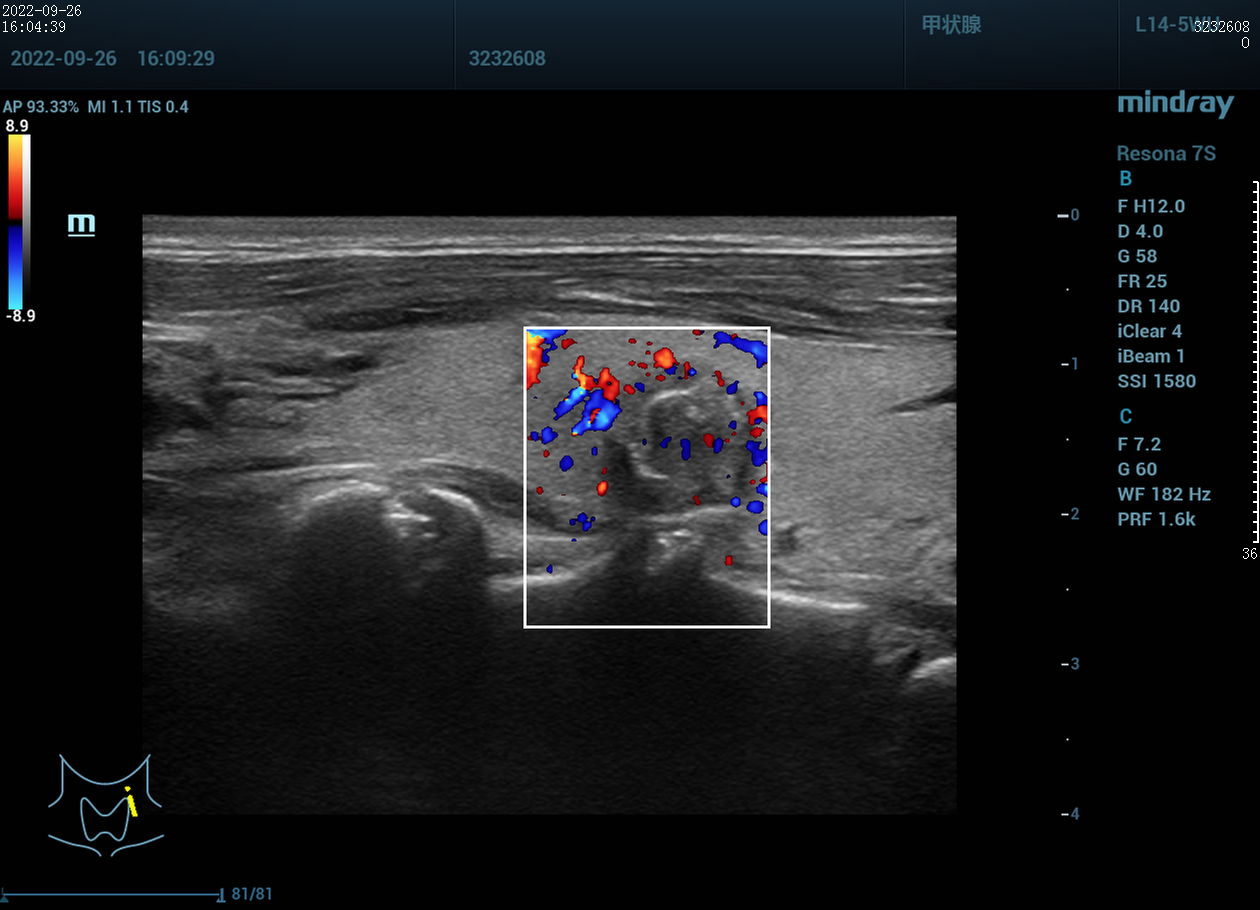 2022-09-26
16:04:39
甲状腺
3232608
0
2022-09-26 16:09:29
3232608
AP 93.33% MI 1.1 TIS 0.4
8.9
-8.9
m
mindray
Resona 7S
B
F H12.0
D 4.0
G 58
FR 25
DR 140
iClear 4
iBeam 1
SSI 1580
C
F 7.2
G 60
WF 182 Hz
PRF 1.6k
0
1
2
3
4
36
81/81